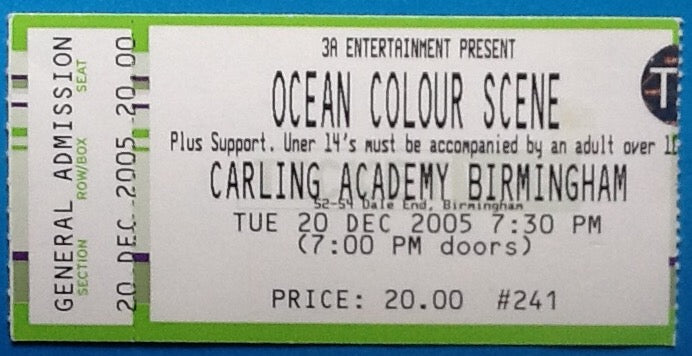 GENERAL ADMISSION
SECTION ROW/BOX SEAT
20 DEC 2005 20.00
3A ENTERTAINMENT PRESENT
OCEAN COLOUR SCENE
Plus Support. Uner 14's must be accompanied by an adult over
CARLING ACADEMY BIRMINGHAM
52-54 Dale End, Birmingham
TUE 20 DEC 2005 7:30 PM
(7:00 PM doors)
PRICE: 20.00 #241
T